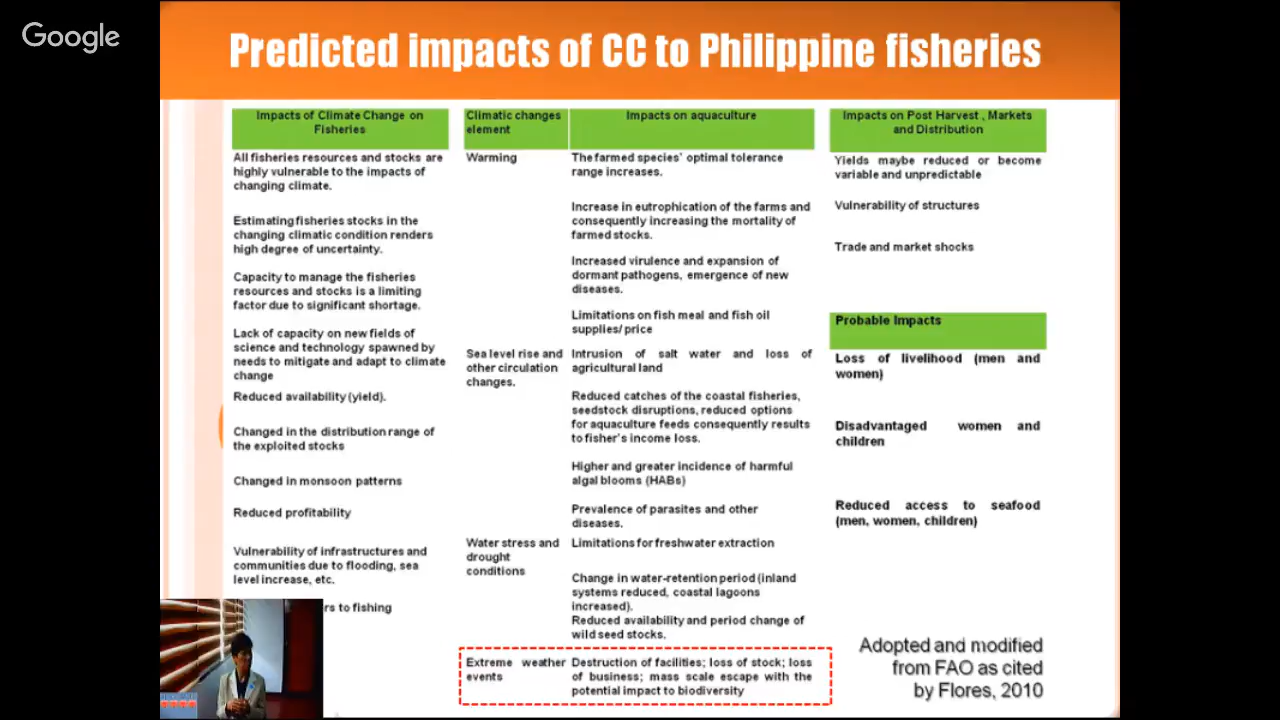 Google
Predicted impacts of CC to Philippine fisheries
Impacts of Climate Change on
Fisheries
All fisheries resources and stocks are
highly vulnerable to the impacts of
changing climate.
Estimating fisheries stocks in the
changing climatic condition renders
high degree of uncertainty.
Capacity to manage the fisheries
resources and stocks is a limiting
factor due to significant shortage.
Lack of capacity on new fields of
science and technology spawned by
needs to mitigate and adapt to climate
change
Reduced availability (yield).
Changed in the distribution range of
the exploited stocks
Changed in monsoon patterns
Reduced profitability
Vulnerability of infrastructures and
communities due to flooding, sea
level increase, etc.
to fishing
Climatic changes
element
Impacts on aquaculture
Warming
The farmed species' optimal tolerance
range increases.
Increase in eutrophication of the farms and
consequently increasing the mortality of
farmed stocks.
Increased virulence and expansion of
dormant pathogens, emergence of new
diseases.
Limitations on fish meal and fish oil
supplies/ price
Sea level rise and
other circulation
changes.
Intrusion of salt water and loss of
agricultural land
Reduced catches of the coastal fisheries,
seedstock disruptions, reduced options
for aquaculture feeds consequently results
to fisher's income loss.
Higher and greater incidence of harmful
algal blooms (HABs)
Prevalence of parasites and other
diseases.
Water stress and
drought
conditions
Limitations for freshwater extraction
Change in water-retention period (inland
systems reduced, coastal lagoons
increased).
Reduced availability and period change of
wild seed stocks.
Extreme weather
events
Destruction of facilities; loss of stock; loss
of business; mass scale escape with the
potential impact to biodiversity
Impacts on Post Harvest , Markets
and Distribution
Yields maybe reduced or become
variable and unpredictable
Vulnerability of structures
Trade and market shocks
Probable Impacts
Loss of livelihood (men and
women)
Disadvantaged women and
children
Reduced access to seafood
(men, women, children)
Adopted and modified
from FAO as cited
by Flores, 2010